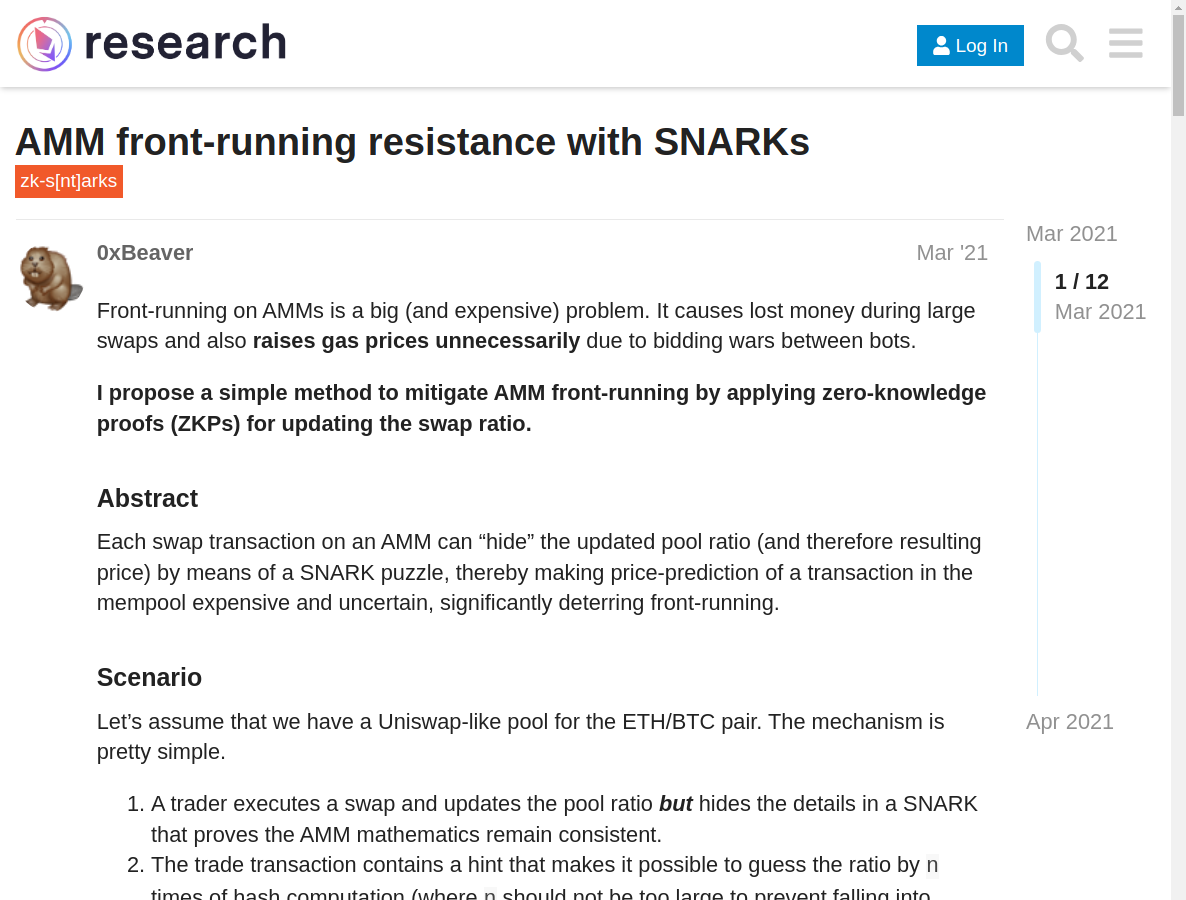 research
Log In
AMM front-running resistance with SNARKs
zk-s[nt]arks
Mar 2021
0xBeaver
Mar '21
1 / 12
Mar 2021
Front-running on AMMs is a big (and expensive) problem. It causes lost money during large
swaps and also raises gas prices unnecessarily due to bidding wars between bots.
I propose a simple method to mitigate AMM front-running by applying zero-knowledge
proofs (ZKPs) for updating the swap ratio.
Abstract
Each swap transaction on an AMM can “hide” the updated pool ratio (and therefore resulting
price) by means of a SNARK puzzle, thereby making price-prediction of a transaction in the
mempool expensive and uncertain, significantly deterring front-running.
Scenario
Let’s assume that we have a Uniswap-like pool for the ETH/BTC pair. The mechanism is
pretty simple.
Apr 2021
1. A trader executes a swap and updates the pool ratio but hides the details in a SNARK
that proves the AMM mathematics remain consistent.
2. The trade transaction contains a hint that makes it possible to guess the ratio by n
times of hash computation (where n should not be too large to prevent falling into